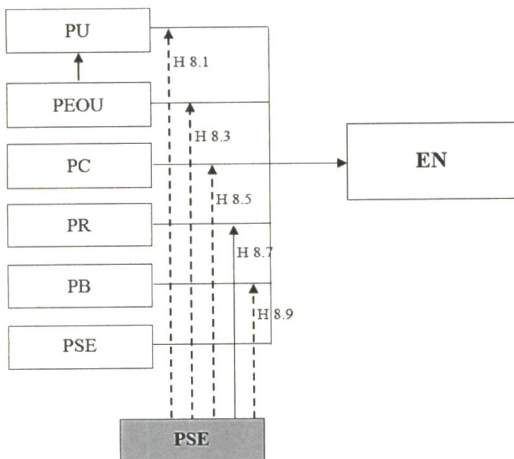 PU
H 8.1
PEOU
H 8.3
PC
EN
H 8.5
PR
H 8.7
PB
H 8.9
PSE
PSE